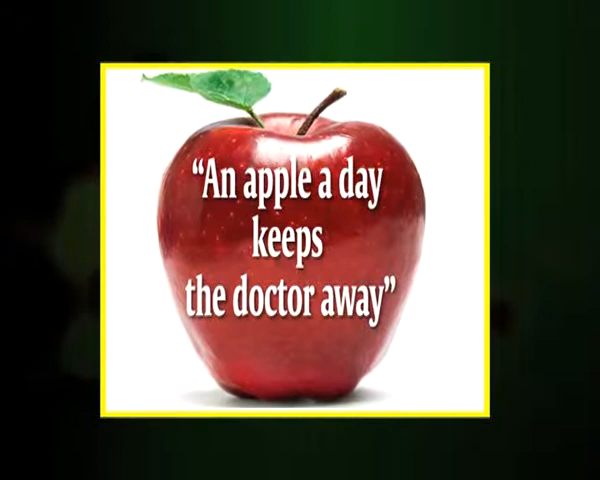 “An apple a day
keeps
the doctor away”